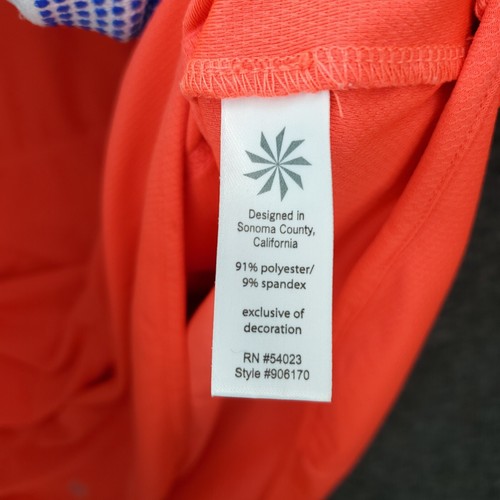 Designed in
Sonoma County,
California
91% polyester/
9% spandex
exclusive of
decoration
RN #54023
Style #906170